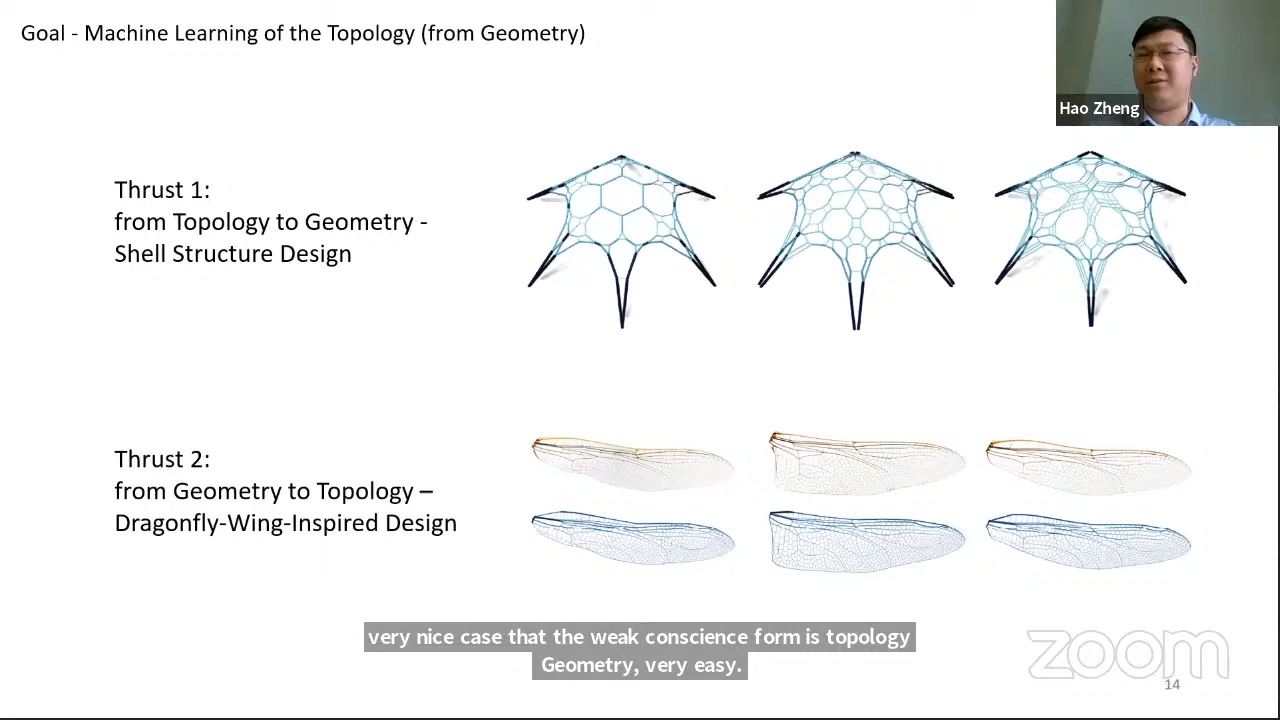 Goal - Machine Learning of the Topology (from Geometry)
Hao Zheng
Thrust 1:
from Topology to Geometry -
Shell Structure Design
Thrust 2:
from Geometry to Topology –
Dragonfly-Wing-Inspired Design
very nice case that the weak conscience form is topology
Geometry, very easy.
zoom
14